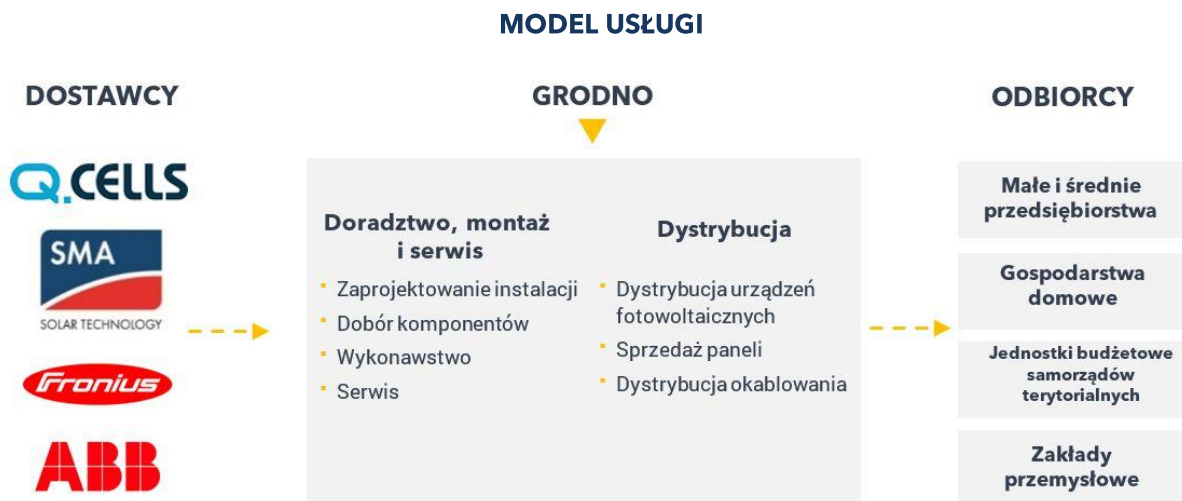 MODEL USŁUGI
DOSTAWCY
Q.CELLS
SMA
SOLAR TECHNOLOGY
Fronius
ABB
GRODNO
Doradztwo, montaż
i serwis
Zaprojektowanie instalacji
Dobór komponentów
Wykonawstwo
Serwis
Dystrybucja
Dystrybucja urządzeń
fotowoltaicznych
Sprzedaż paneli
Dystrybucja okablowania
ODBIORCY
Małe i średnie
przedsiębiorstwa
Gospodarstwa
domowe
Jednostki budżetowe
samorządów
terytorialnych
Zakłady
przemysłowe